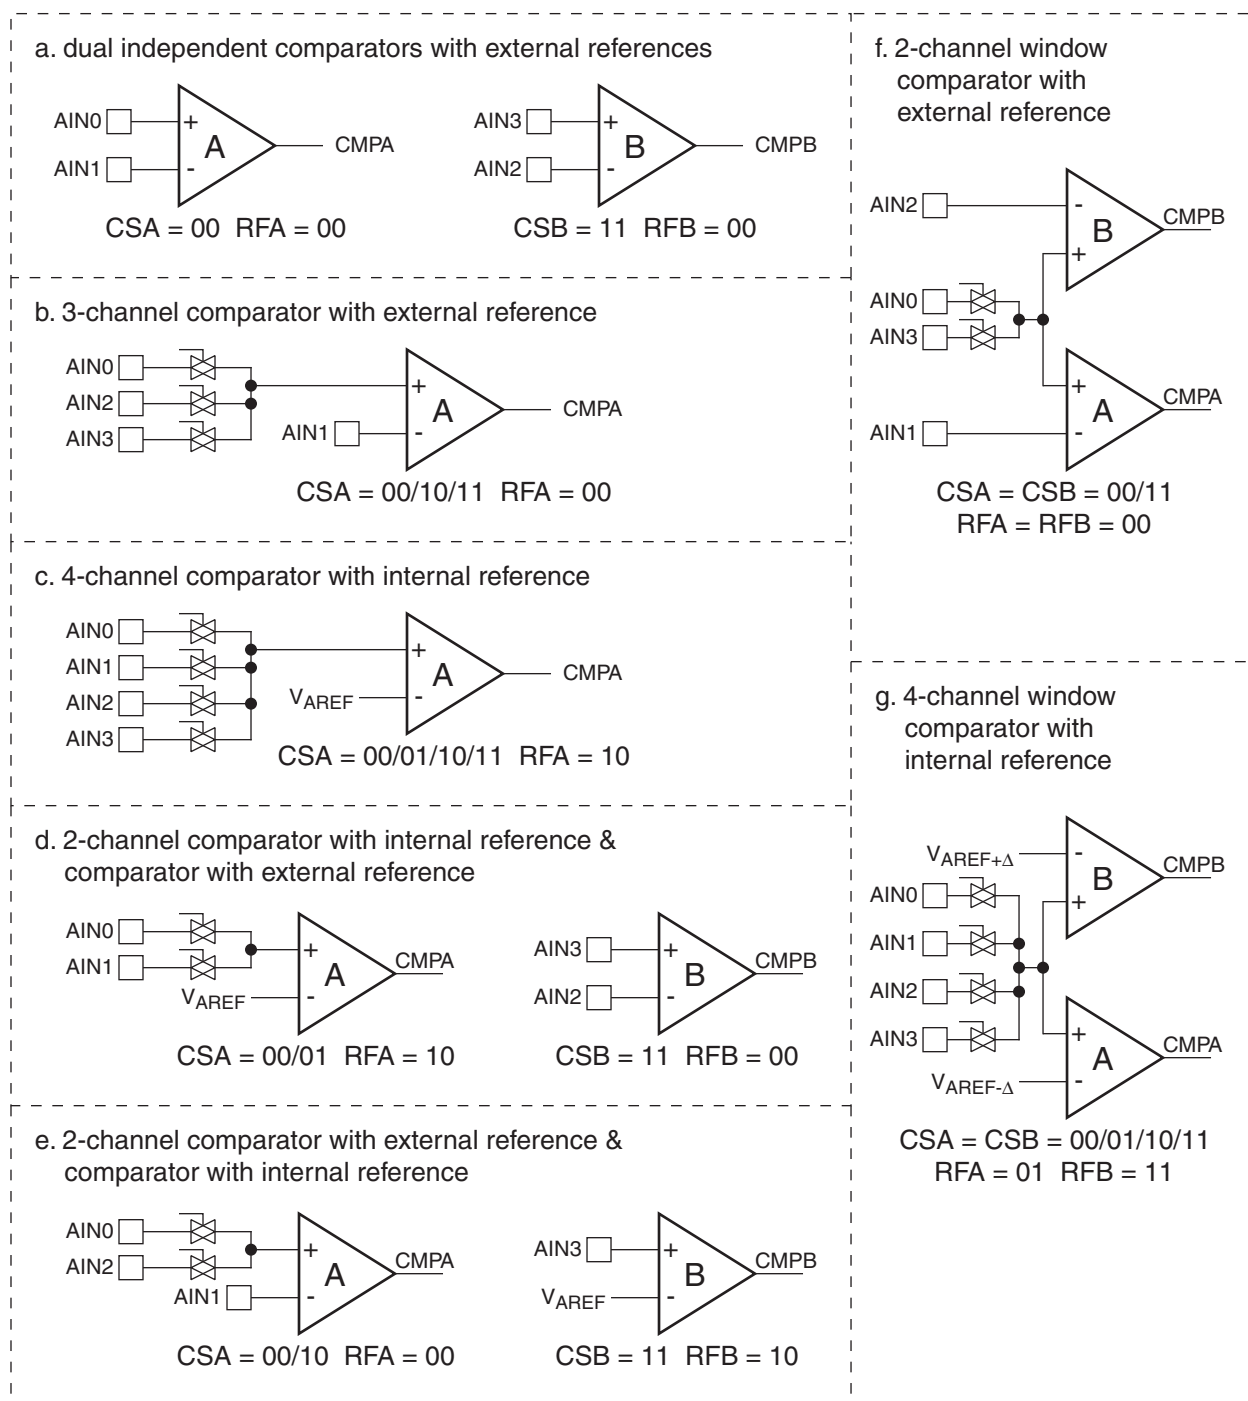 a. dual independent comparators with external references
AIN0
+
A
CMPA
AIN1
-
CSA = 00 RFA = 00
AIN3
+
B
CMPB
AIN2
-
CSB = 11 RFB = 00
b. 3-channel comparator with external reference
AIN0
AIN2
AIN3
+
A
CMPA
AIN1
-
CSA = 00/10/11 RFA = 00
c. 4-channel comparator with internal reference
AIN0
AIN1
AIN2
AIN3
+
A
CMPA
VAREF
-
CSA = 00/01/10/11 RFA = 10
d. 2-channel comparator with internal reference &
comparator with external reference
AIN0
AIN1
+
A
CMPA
VAREF
-
CSA = 00/01 RFA = 10
AIN3
+
B
CMPB
AIN2
-
CSB = 11 RFB = 00
e. 2-channel comparator with external reference &
comparator with internal reference
AIN0
AIN2
+
A
CMPA
AIN1
-
CSA = 00/10 RFA = 00
AIN3
+
B
CMPB
VAREF
-
CSB = 11 RFB = 10
f. 2-channel window
comparator with
external reference
AIN2
-
B
CMPB
+
AIN0
AIN3
+
A
CMPA
AIN1
-
CSA = CSB = 00/11
RFA = RFB = 00
g. 4-channel window
comparator with
internal reference
VAREF+Δ
-
B
CMPB
+
AIN0
AIN1
AIN2
AIN3
+
A
CMPA
VAREF-Δ
-
CSA = CSB = 00/01/10/11
RFA = 01 RFB = 11